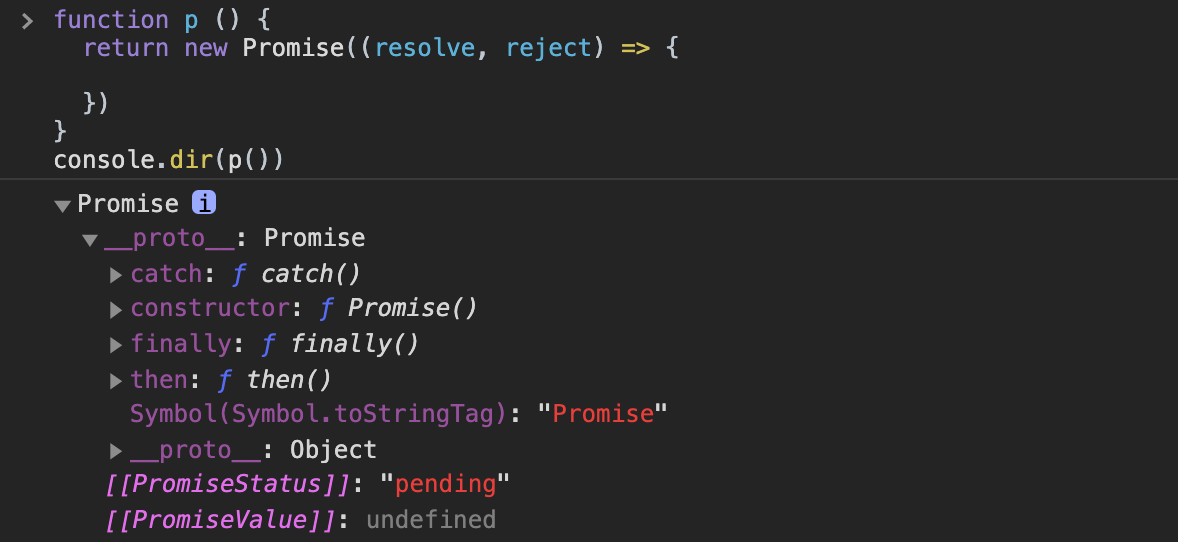 > function p () {
return new Promise((resolve, reject) => {
})
}
console.dir(p())
▼ Promise i
▼ __proto__: Promise
▶ catch: ƒ catch()
▶ constructor: ƒ Promise()
▶ finally: ƒ finally()
▶ then: ƒ then()
Symbol(Symbol.toStringTag): "Promise"
▶ __proto__: Object
[[PromiseStatus]]: "pending"
[[PromiseValue]]: undefined